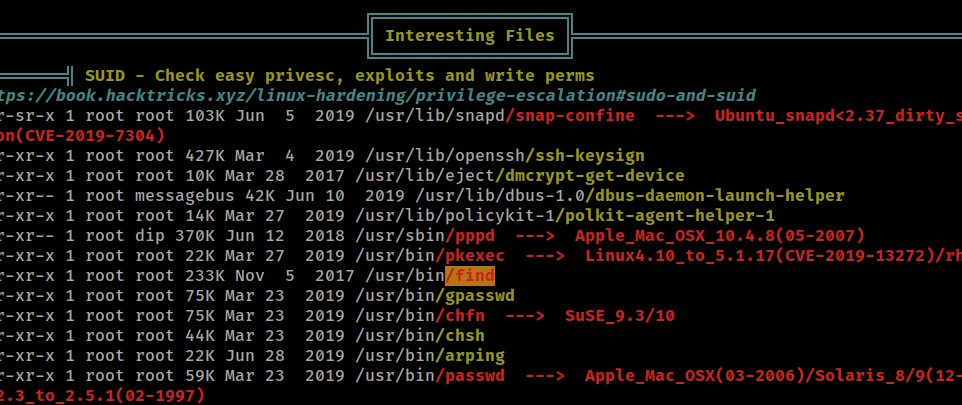 Interesting Files
SUID - Check easy privesc, exploits and write perms
tps://book.hacktricks.xyz/linux-hardening/privilege-escalation#sudo-and-suid
r-sr-x 1 root root 103K Jun  5  2019 /usr/lib/snapd/snap-confine  --->  Ubuntu_snapd<2.37_dirty_s
on(CVE-2019-7304)
r-xr-x 1 root root 427K Mar  4  2019 /usr/lib/openssh/ssh-keysign
r-xr-x 1 root root 10K Mar 28  2017 /usr/lib/eject/dmcrypt-get-device
r-xr-- 1 root messagebus 42K Jun 10  2019 /usr/lib/dbus-1.0/dbus-daemon-launch-helper
r-xr-x 1 root root 14K Mar 27  2019 /usr/lib/policykit-1/polkit-agent-helper-1
r-xr-- 1 root dip 370K Jun 12  2018 /usr/sbin/pppd  --->  Apple_Mac_OSX_10.4.8(05-2007)
r-xr-x 1 root root 22K Mar 27  2019 /usr/bin/pkexec  --->  Linux4.10_to_5.1.17(CVE-2019-13272)/rh
r-xr-x 1 root root 233K Nov  5  2017 /usr/bin/find
r-xr-x 1 root root 75K Mar 23  2019 /usr/bin/gpasswd
r-xr-x 1 root root 75K Mar 23  2019 /usr/bin/chfn  --->  SuSE_9.3/10
r-xr-x 1 root root 44K Mar 23  2019 /usr/bin/chsh
r-xr-x 1 root root 22K Jun 28  2019 /usr/bin/arping
r-xr-x 1 root root 59K Mar 23  2019 /usr/bin/passwd  --->  Apple_Mac_OSX(03-2006)/Solaris_8/9(12-
2.3_to_2.5.1(02-1997)